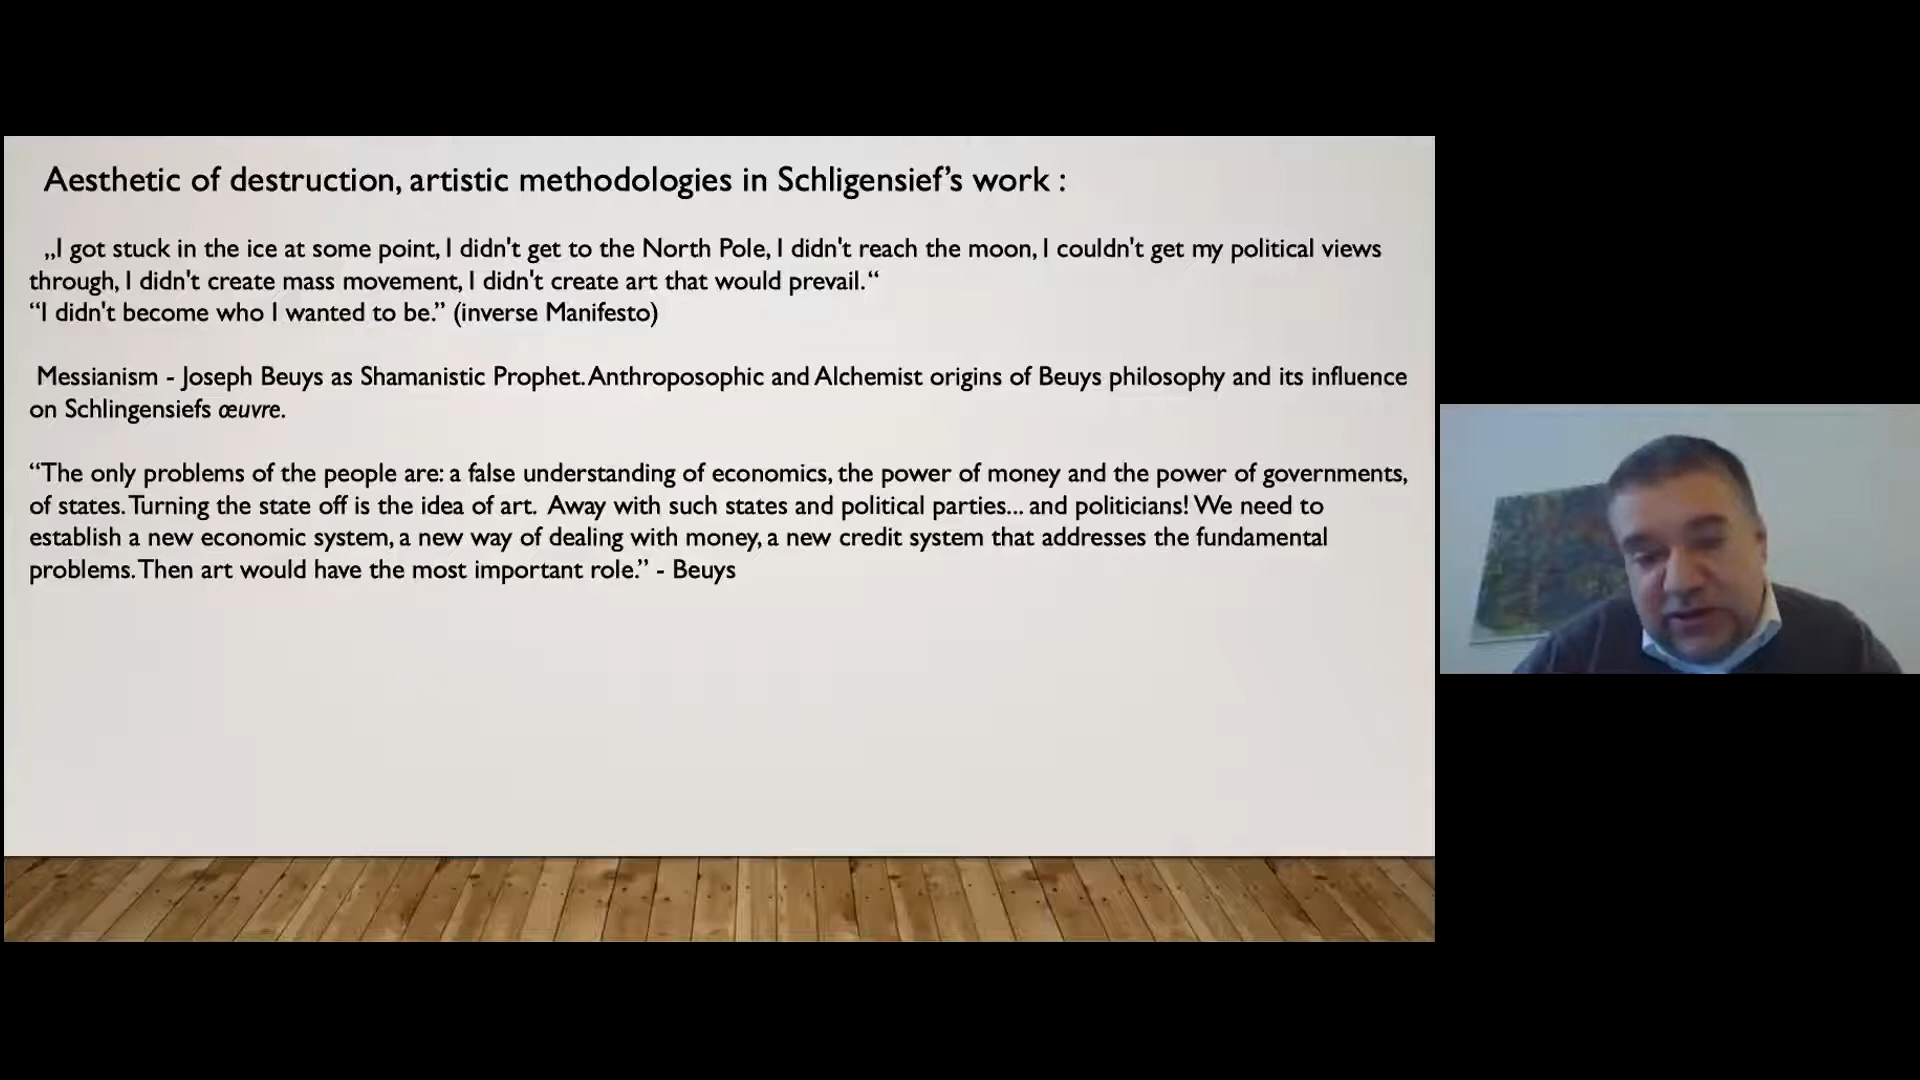 Aesthetic of destruction, artistic methodologies in Schligensief’s work :
„I got stuck in the ice at some point, I didn't get to the North Pole, I didn't reach the moon, I couldn't get my political views
through, I didn't create mass movement, I didn't create art that would prevail.“
“I didn't become who I wanted to be.” (inverse Manifesto)
Messianism - Joseph Beuys as Shamanistic Prophet. Anthroposophic and Alchemist origins of Beuys philosophy and its influence
on Schlingensiefs œuvre.
“The only problems of the people are: a false understanding of economics, the power of money and the power of governments,
of states. Turning the state off is the idea of art. Away with such states and political parties... and politicians! We need to
establish a new economic system, a new way of dealing with money, a new credit system that addresses the fundamental
problems. Then art would have the most important role.” - Beuys